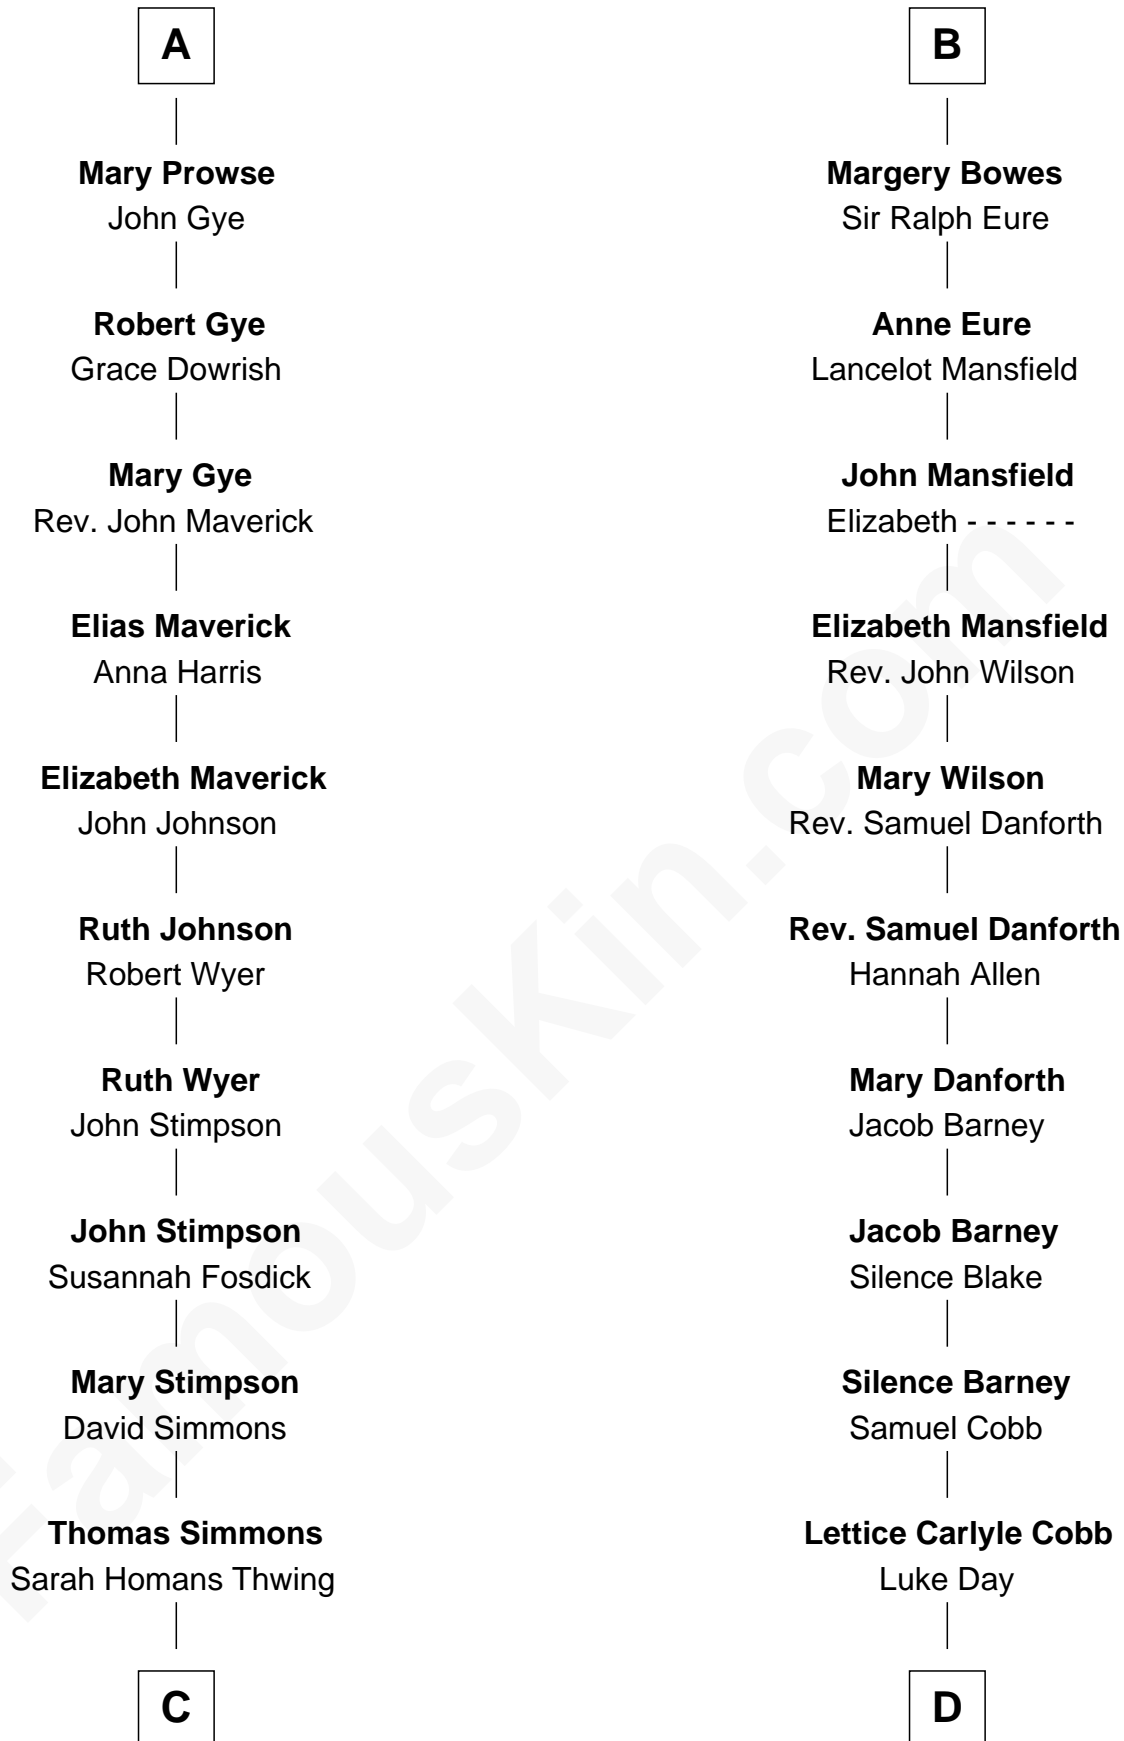 A
Mary Prowse
John Gye
Robert Gye
Grace Dowrish
Mary Gye
Rev. John Maverick
Elias Maverick
Anna Harris
Elizabeth Maverick
John Johnson
Ruth Johnson
Robert Wyer
Ruth Wyer
John Stimpson
John Stimpson
Susannah Fosdick
Mary Stimpson
David Simmons
Thomas Simmons
Sarah Homans Thwing
C
B
Margery Bowes
Sir Ralph Eure
Anne Eure
Lancelot Mansfield
John Mansfield
Elizabeth - - - - - -
Elizabeth Mansfield
Rev. John Wilson
Mary Wilson
Rev. Samuel Danforth
Rev. Samuel Danforth
Hannah Allen
Mary Danforth
Jacob Barney
Jacob Barney
Silence Blake
Silence Barney
Samuel Cobb
Lettice Carlyle Cobb
Luke Day
D
FamousKin.com